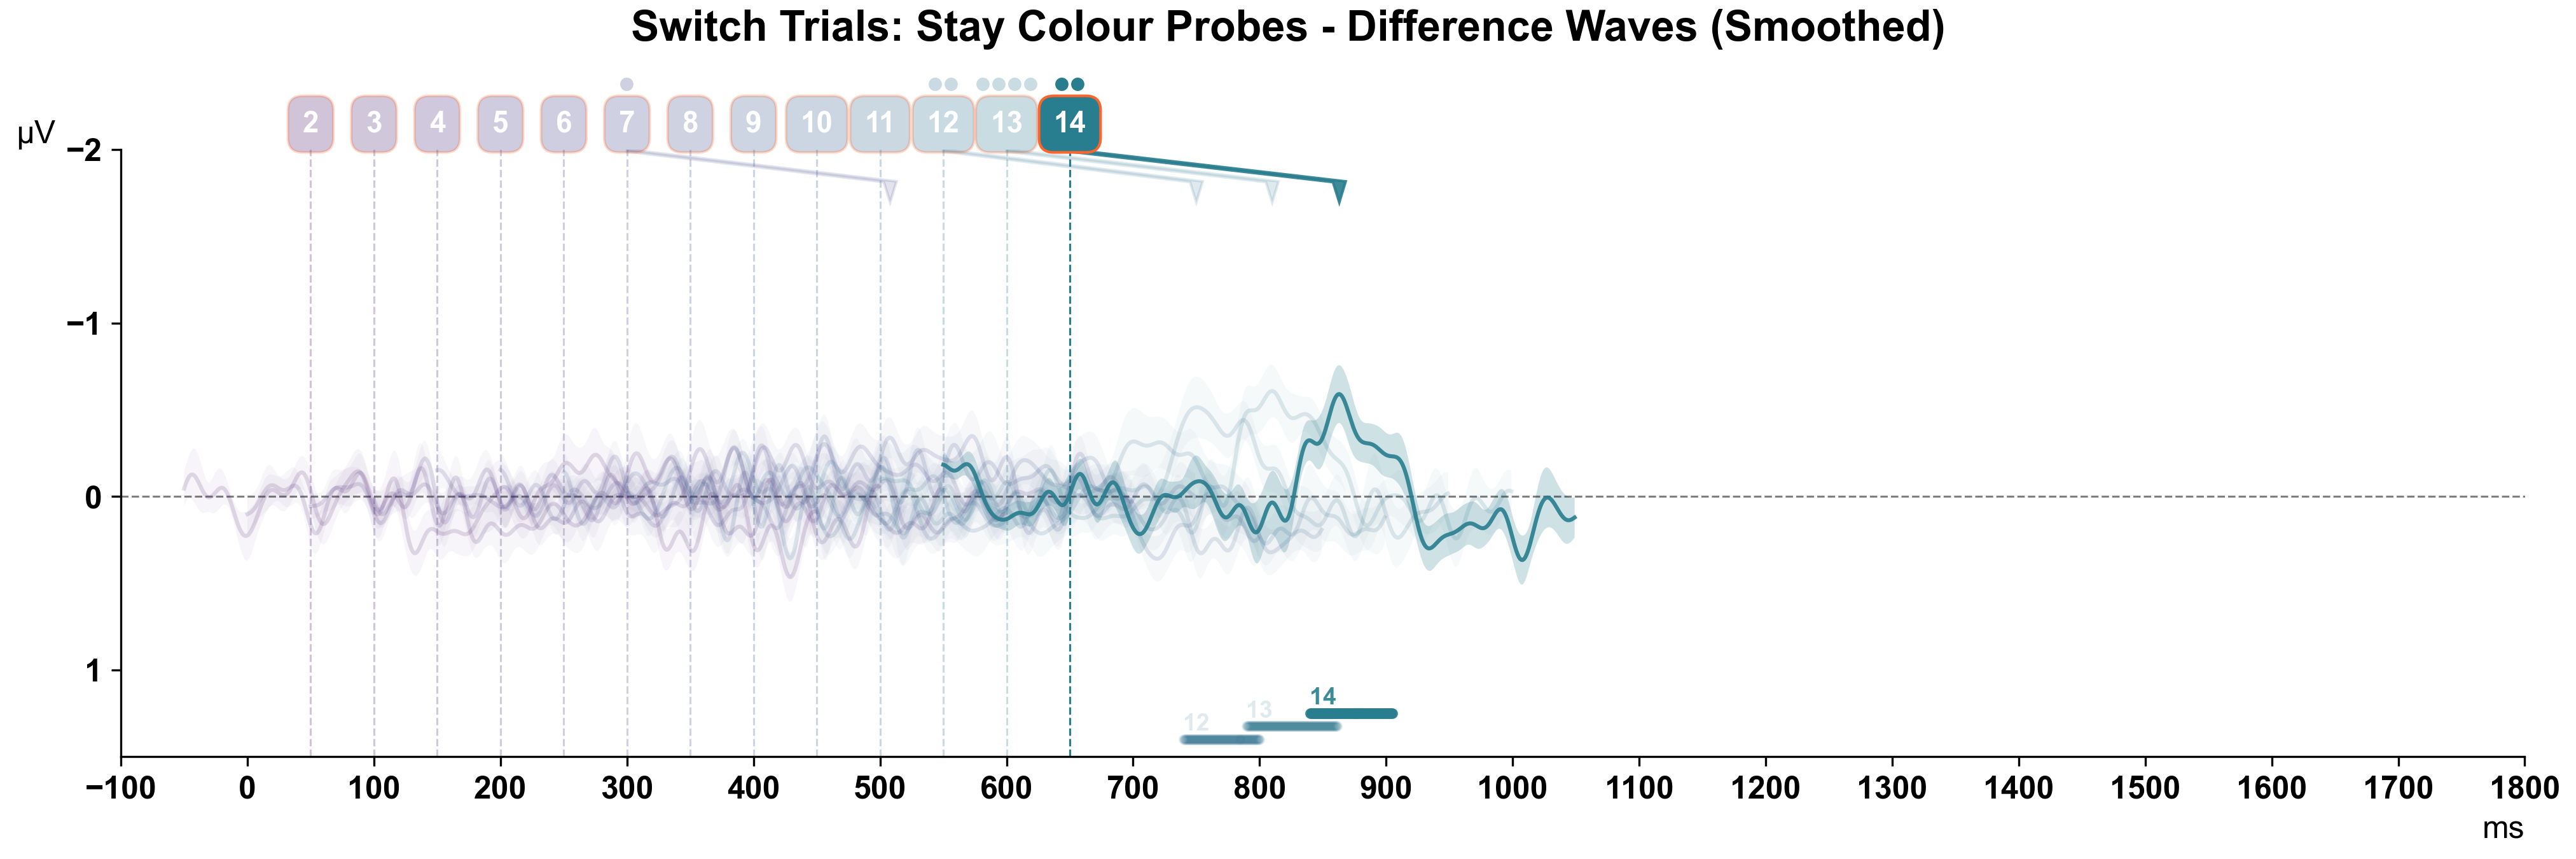 Switch Trials: Stay Colour Probes - Difference Waves (Smoothed)
2 3 4 5 6 7 8 9 10 11 12 13 14
µV
−2
−1
0
1
14
13
12
−100 0 100 200 300 400 500 600 700 800 900 1000 1100 1200 1300 1400 1500 1600 1700 1800
ms